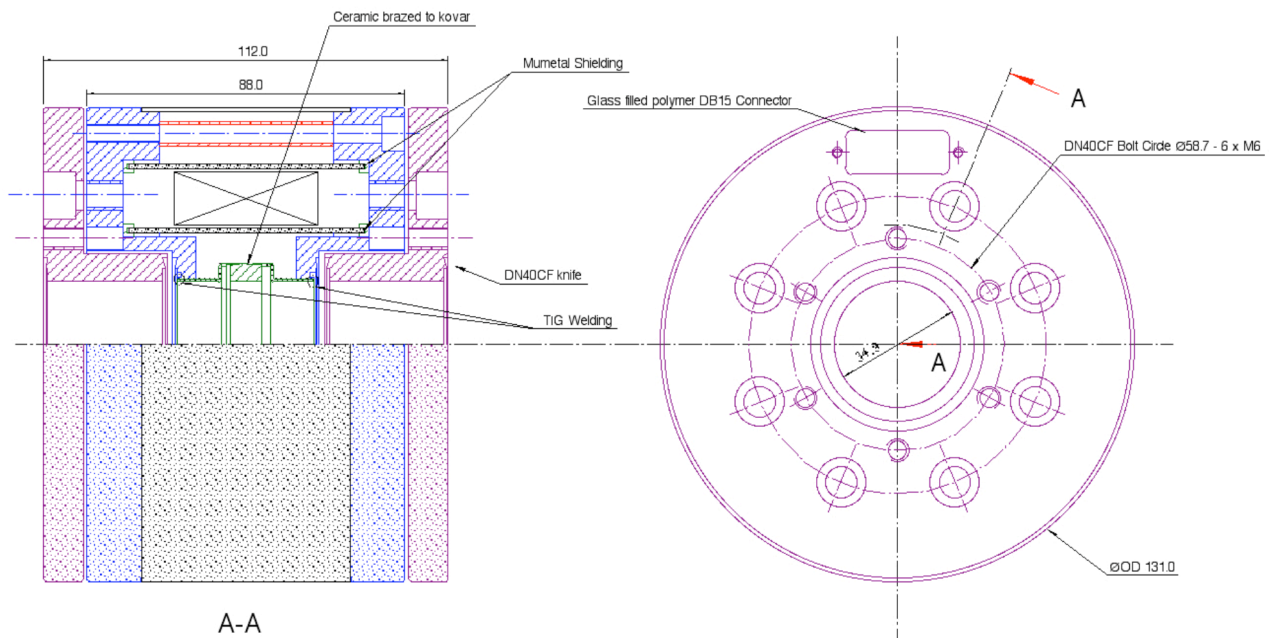 Ceramic brazed to kovar
112.0
Mumetal Shielding
88.0
Glass filled polymer DB15 Connector
A
DN40CF Bolt Circle Ø58.7 - 6 x M6
DN40CF knife
TIG Welding
34.9
A
ØOD 131.0
A-A